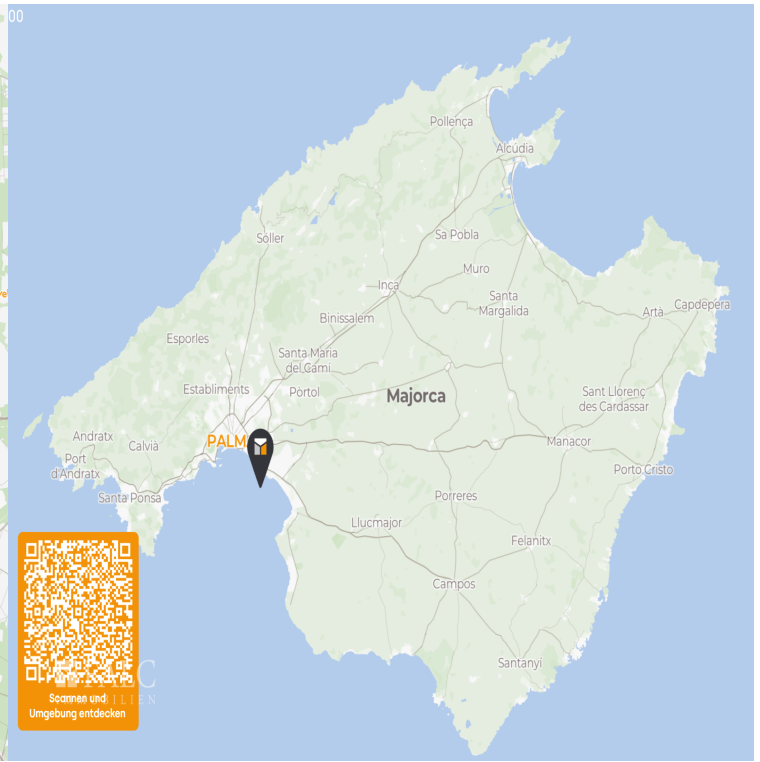 00
Pollença
Alcúdia
Sóller
Sa Pobla
Muro
Inca
Santa
Margalida
Artà
Capdepera
Binissalem
Esporles
Santa Maria
del Camí
Establiments
Pòrtol
Majorca
Sant Llorenç
des Cardassar
Andratx
Calvià
PALM
Manacor
Port
d'Andratx
Santa Ponsa
Porto Cristo
Porreres
Llucmajor
Felanitx
Campos
Santanyí
Scannen und
Umgebung entdecken